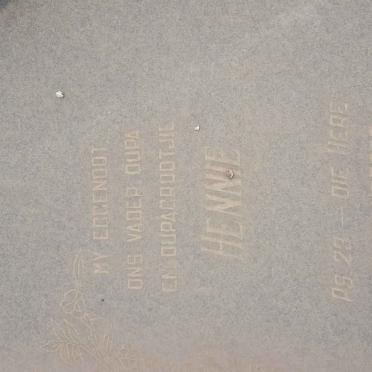 MY EGGENOOT
ONS VADER OUPA
EN OUPAGROOTJIE
HENNIE
PS 23 — DIE HERE